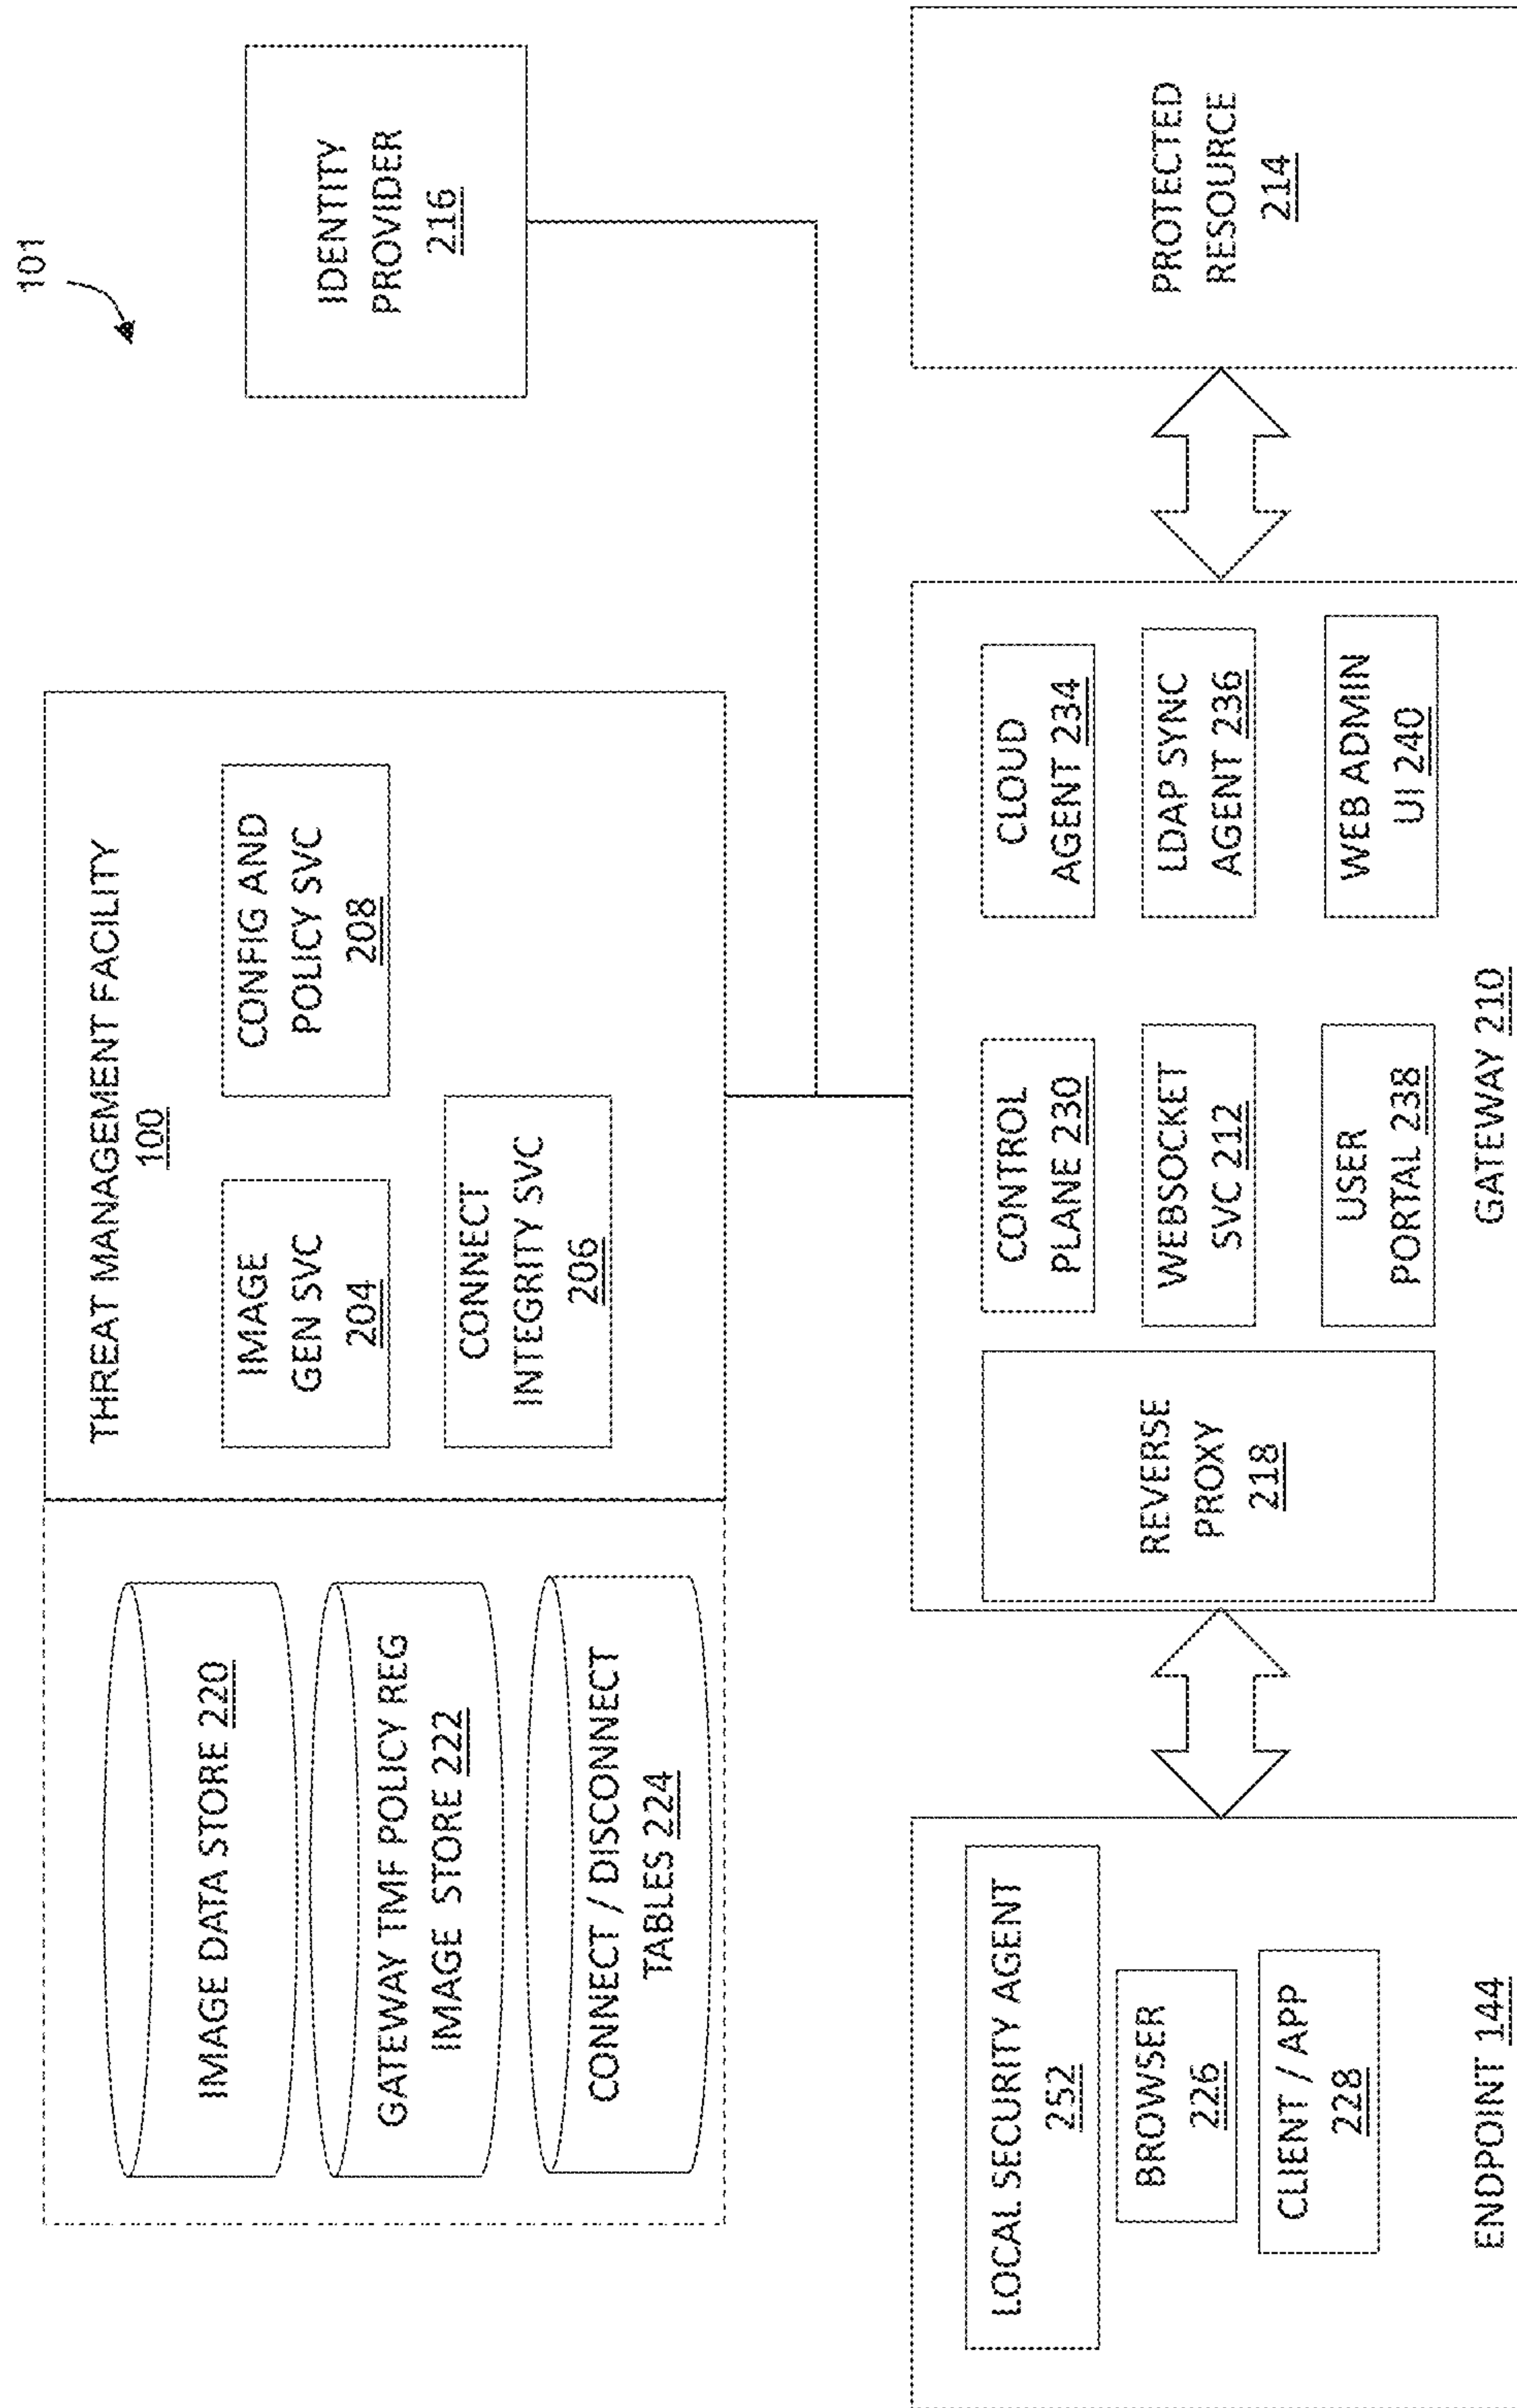 101
THREAT MANAGEMENT FACILITY
100
IMAGE DATA STORE 220
GATEWAY TMF POLICY REG
IMAGE STORE 222
CONNECT / DISCONNECT
TABLES 224
IMAGE
GEN SVC
204
CONFIG AND
POLICY SVC
208
CONNECT
INTEGRITY SVC
206
IDENTITY
PROVIDER
216
LOCAL SECURITY AGENT
252
BROWSER
226
CLIENT / APP
228
ENDPOINT 144
REVERSE
PROXY
218
CONTROL
PLANE 230
CLOUD
AGENT 234
WEBSOCKET
SVC 212
LDAP SYNC
AGENT 236
USER
PORTAL 238
WEB ADMIN
UI 240
GATEWAY 210
PROTECTED
RESOURCE
214